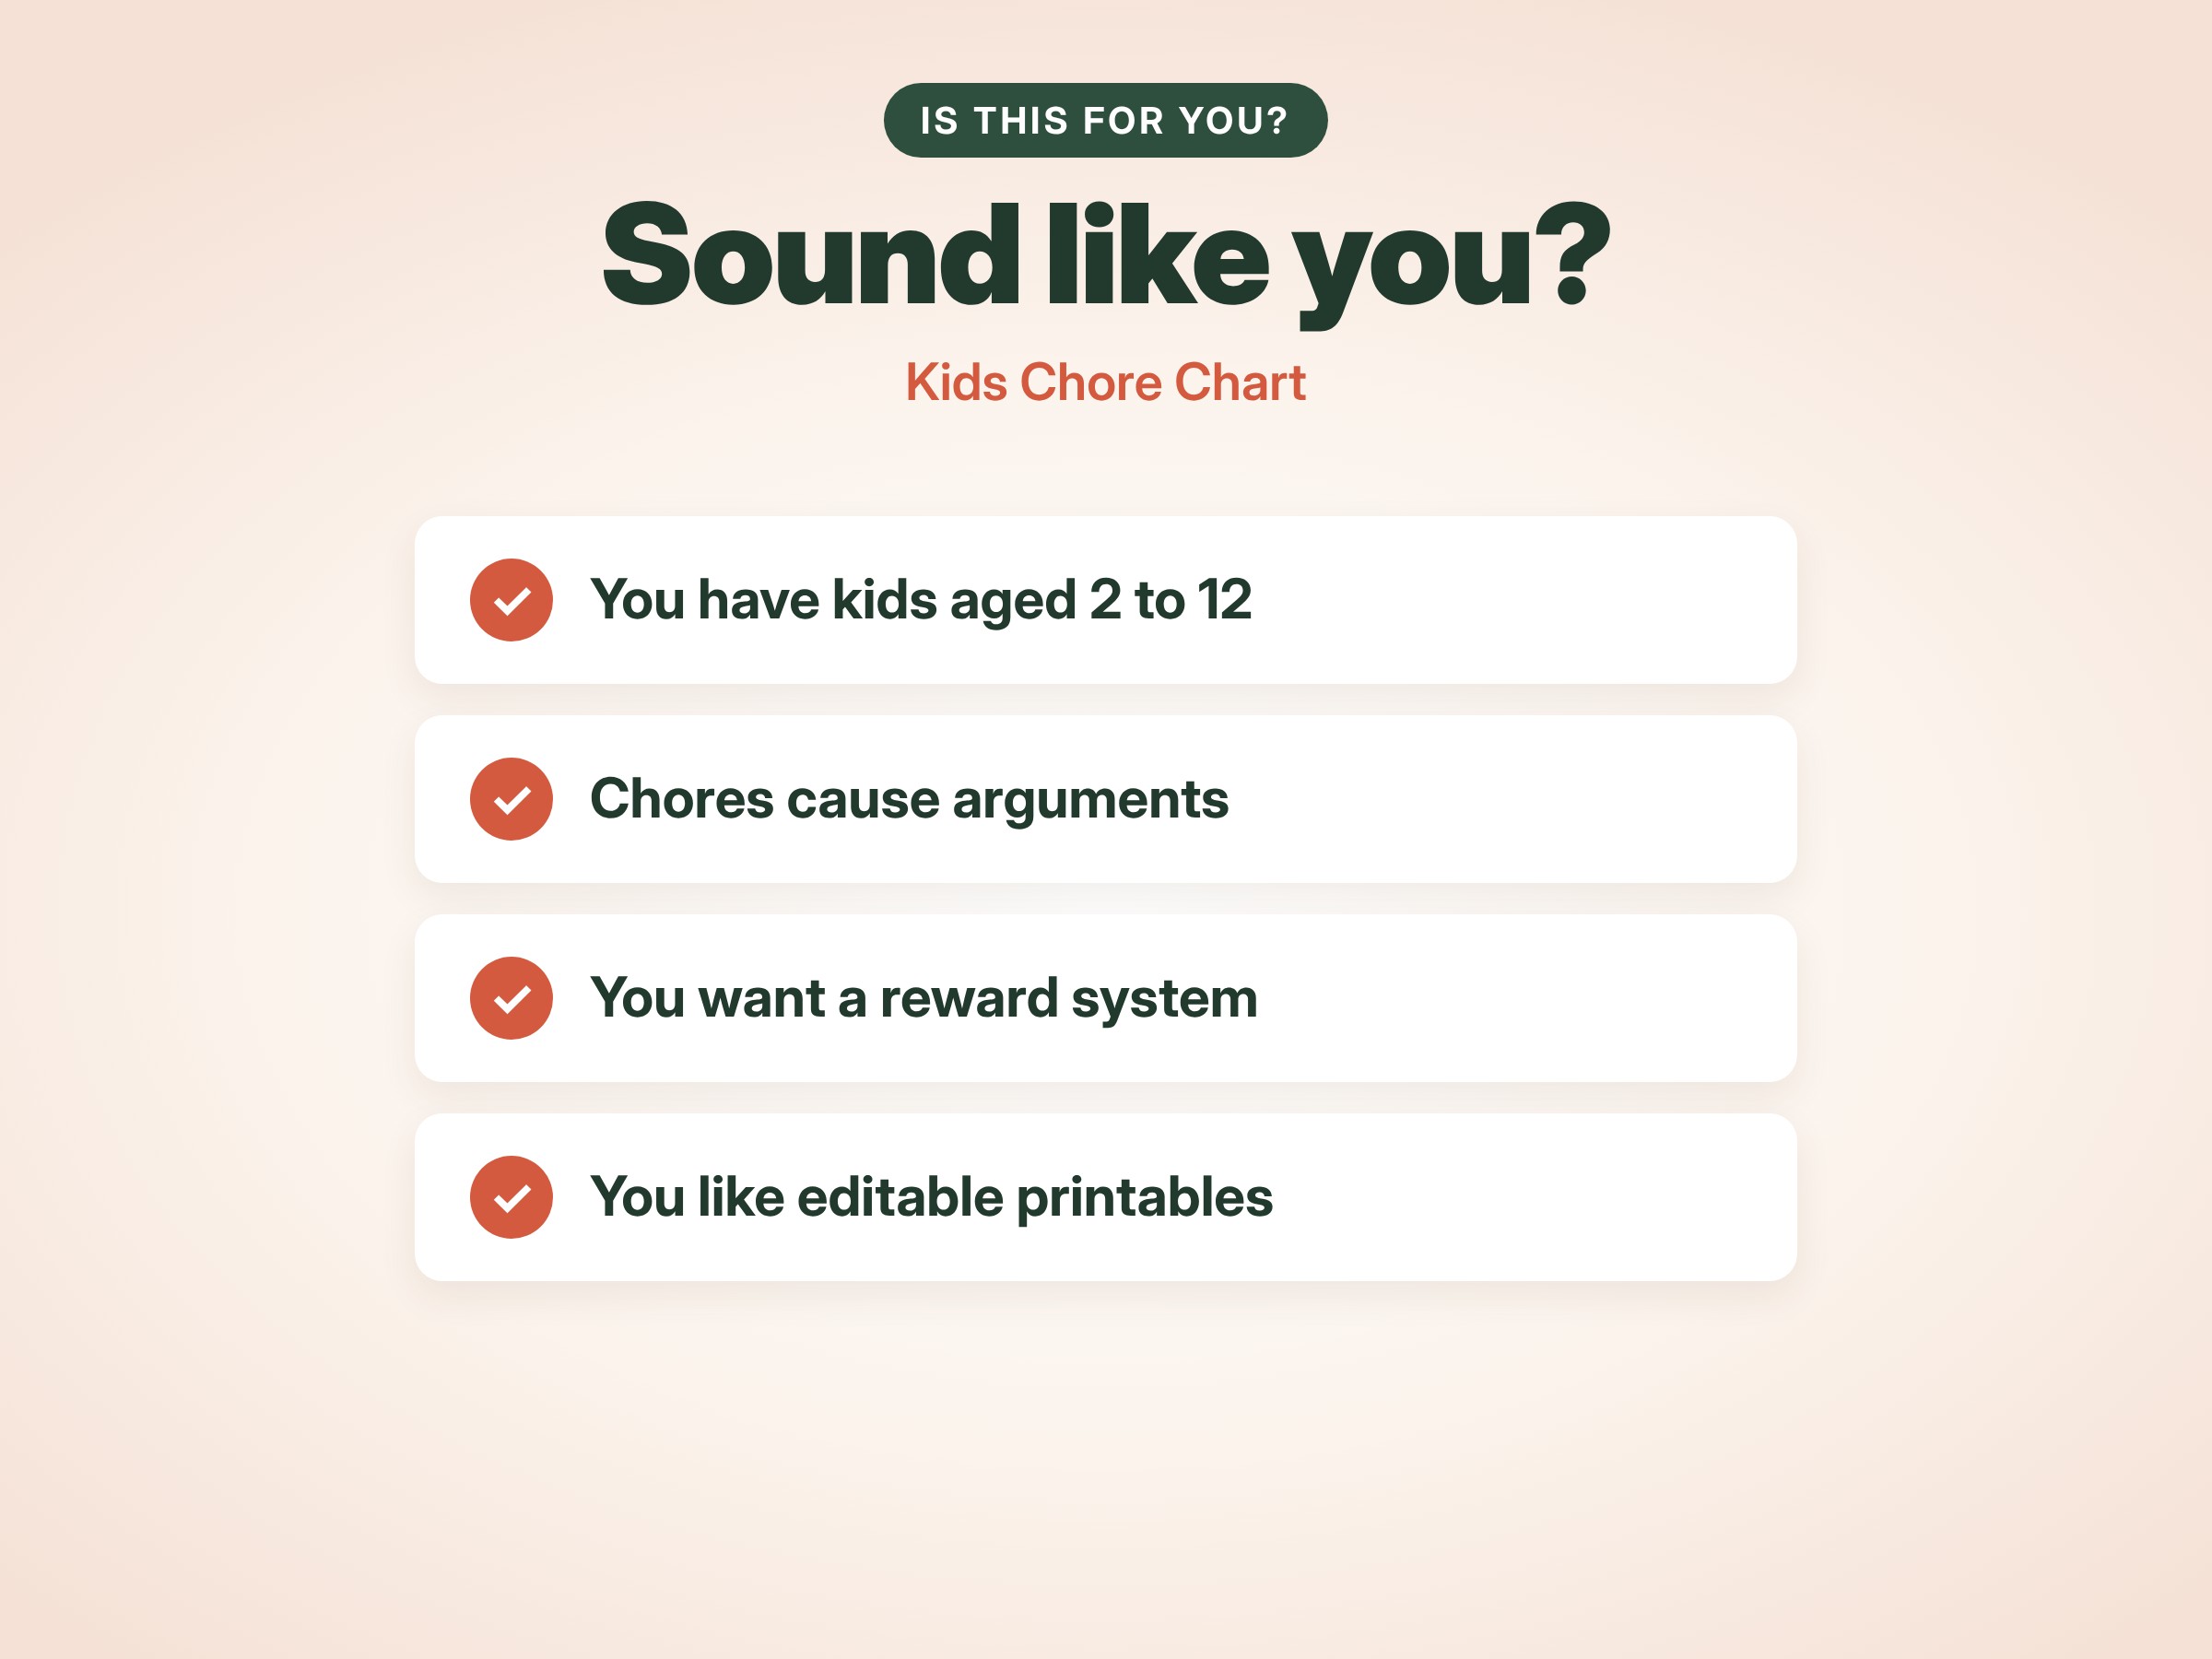 IS THIS FOR YOU?
Sound like you?
Kids Chore Chart
You have kids aged 2 to 12
Chores cause arguments
You want a reward system
You like editable printables